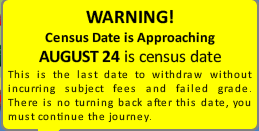 WARNING!
Census Date is Approaching
AUGUST 24 is census date
This is the last date to withdraw without
incurring subject fees and failed grade.
There is no turning back after this date, you
must continue the journey.